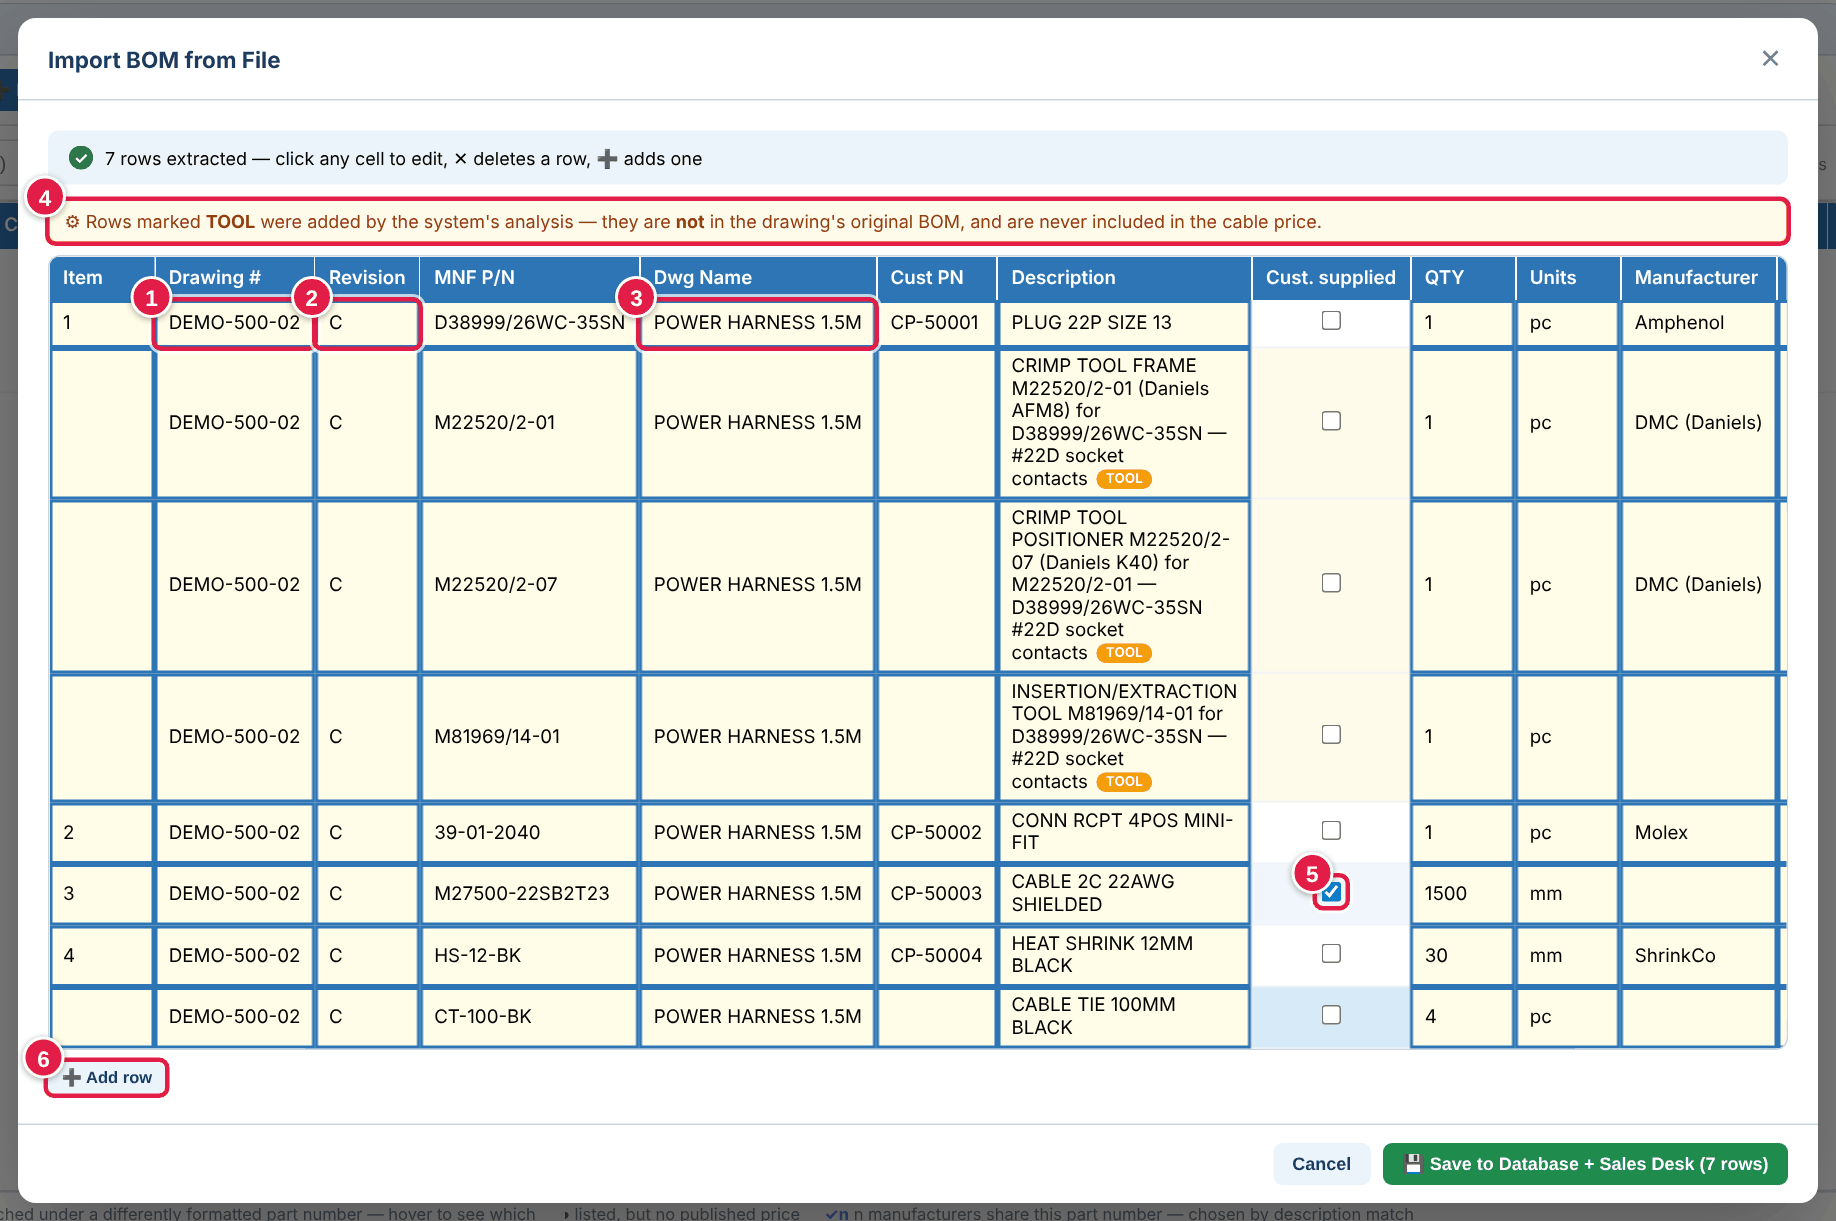 Import BOM from File
✕
7 rows extracted — click any cell to edit, ✕ deletes a row, ➕ adds one
4
⚙ Rows marked TOOL were added by the system's analysis — they are not in the drawing's original BOM, and are never included in the cable price.
Item Drawing # Revision MNF P/N Dwg Name Cust PN Description Cust. supplied QTY Units Manufacturer
1 2 3
1 DEMO-500-02 C D38999/26WC-35SN POWER HARNESS 1.5M CP-50001 PLUG 22P SIZE 13 1 pc Amphenol
DEMO-500-02 C M22520/2-01 POWER HARNESS 1.5M CRIMP TOOL FRAME
M22520/2-01 (Daniels
AFM8) for
D38999/26WC-35SN —
#22D socket
contacts TOOL
1 pc DMC (Daniels)
DEMO-500-02 C M22520/2-07 POWER HARNESS 1.5M CRIMP TOOL
POSITIONER M22520/2-
07 (Daniels K40) for
M22520/2-01 —
D38999/26WC-35SN
#22D socket
contacts TOOL
1 pc DMC (Daniels)
DEMO-500-02 C M81969/14-01 POWER HARNESS 1.5M INSERTION/EXTRACTION
TOOL M81969/14-01 for
D38999/26WC-35SN —
#22D socket
contacts TOOL
1 pc
2 DEMO-500-02 C 39-01-2040 POWER HARNESS 1.5M CP-50002 CONN RCPT 4POS MINI-
FIT
1 pc Molex
3 DEMO-500-02 C M27500-22SB2T23 POWER HARNESS 1.5M CP-50003 CABLE 2C 22AWG
SHIELDED
5
1500 mm
4 DEMO-500-02 C HS-12-BK POWER HARNESS 1.5M CP-50004 HEAT SHRINK 12MM
BLACK
30 mm ShrinkCo
DEMO-500-02 C CT-100-BK POWER HARNESS 1.5M CABLE TIE 100MM
BLACK
4 pc
6
➕ Add row
Cancel
💾 Save to Database + Sales Desk (7 rows)
ched under a differently formatted part number — hover to see which listed, but no published price ✔n n manufacturers share this part number — chosen by description match